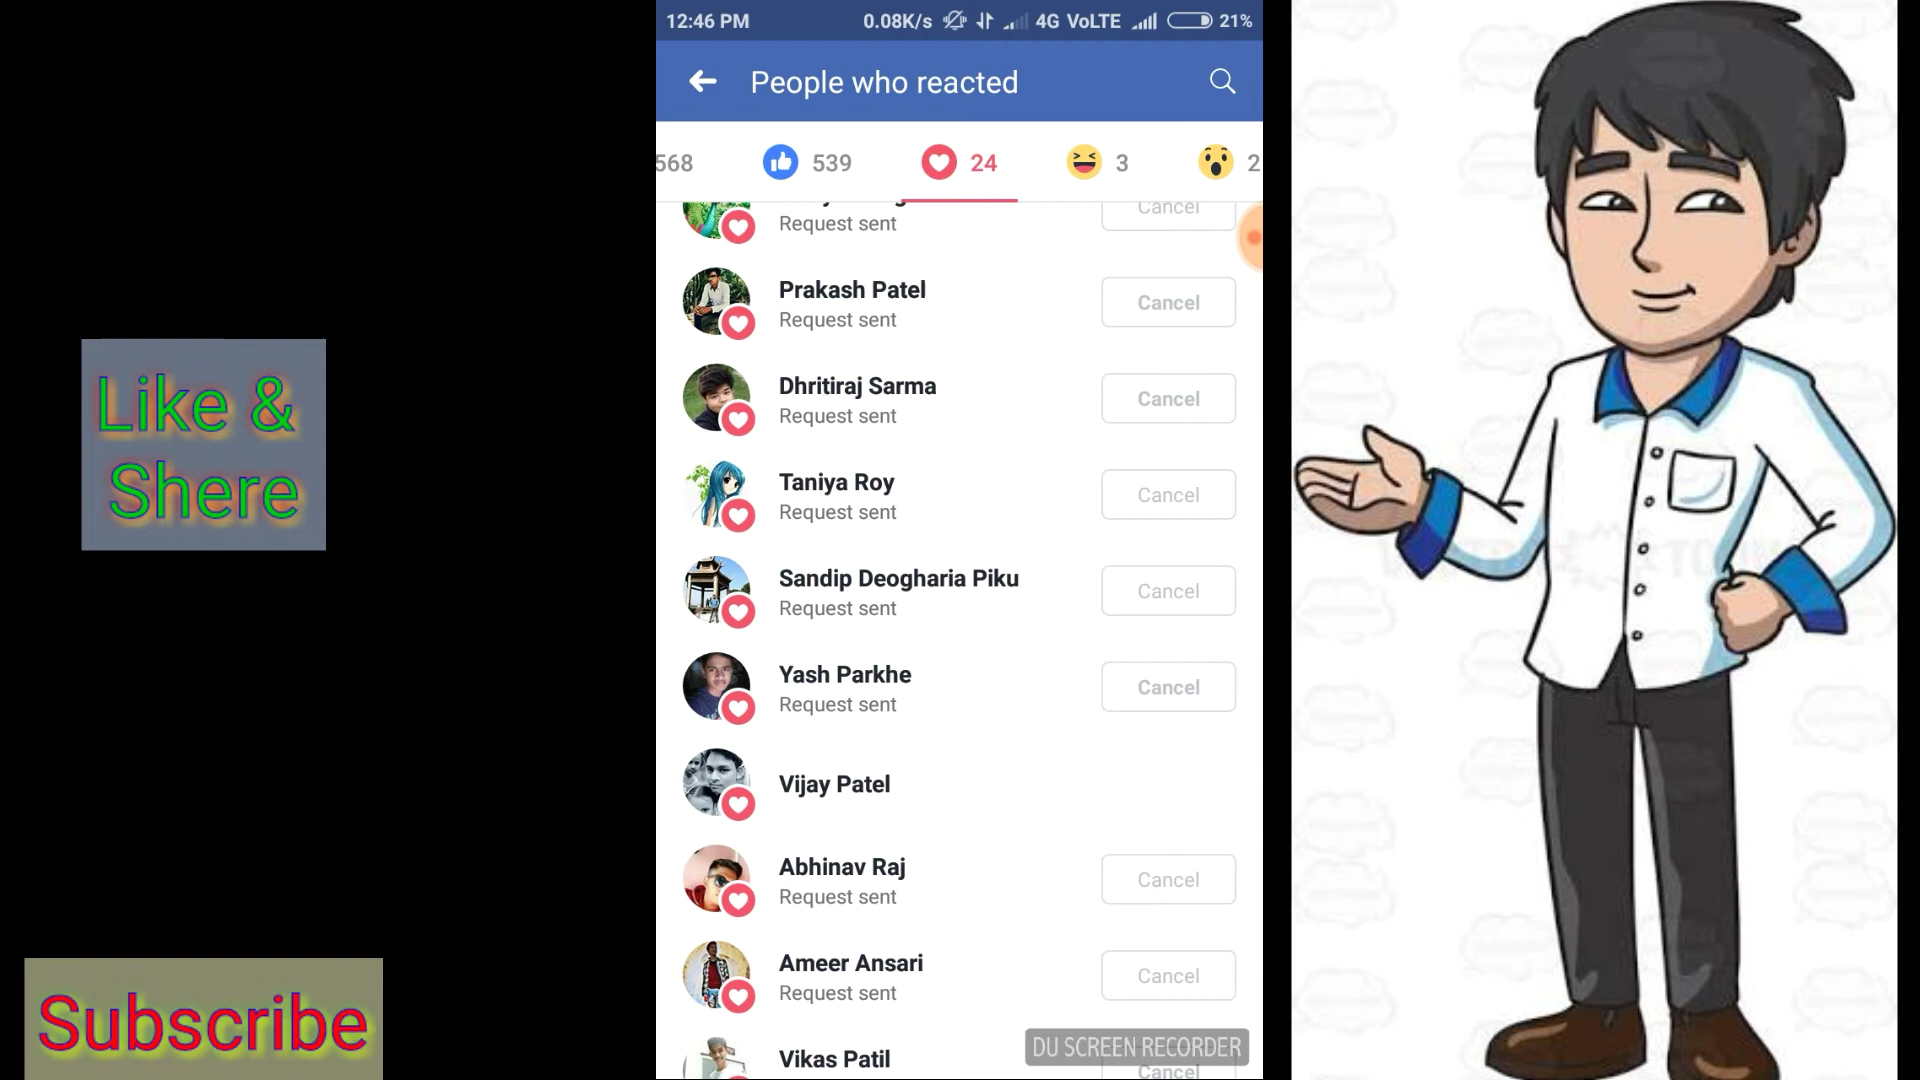 12:46 PM 0.08K/s 4G VoLTE 21%
People who reacted
568 539 24 3 2
Request sent Cancel
Prakash Patel
Request sent Cancel
Dhritiraj Sarma
Request sent Cancel
Taniya Roy
Request sent Cancel
Sandip Deogharia Piku
Request sent Cancel
Yash Parkhe
Request sent Cancel
Vijay Patel
Abhinav Raj
Request sent Cancel
Ameer Ansari
Request sent Cancel
Vikas Patil
Cancel
DU SCREEN RECORDER
Like &
Shere
Subscribe